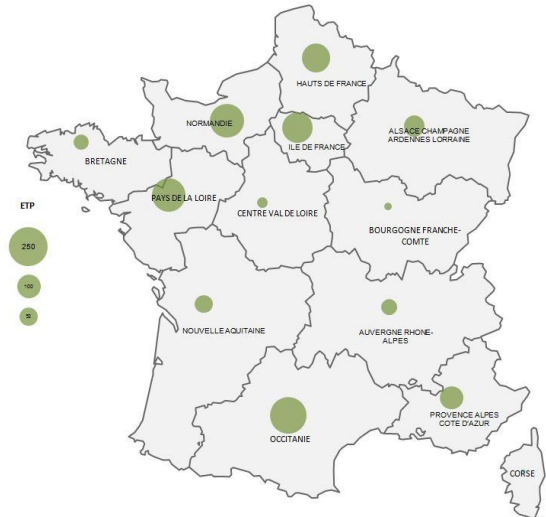 HAUTS DE FRANCE
NORMANDIE
ILE DE FRANCE
ALSACE CHAMPAGNE
ARDENNES LORRAINE
BRETAGNE
PAYS DE LA LOIRE
CENTRE VAL DE LOIRE
BOURGOGNE FRANCHE-
COMTE
ETP
250
100
50
NOUVELLE AQUITAINE
AUVERGNE RHONE-
ALPES
OCCITANIE
PROVENCE ALPES
COTE D'AZUR
CORSE